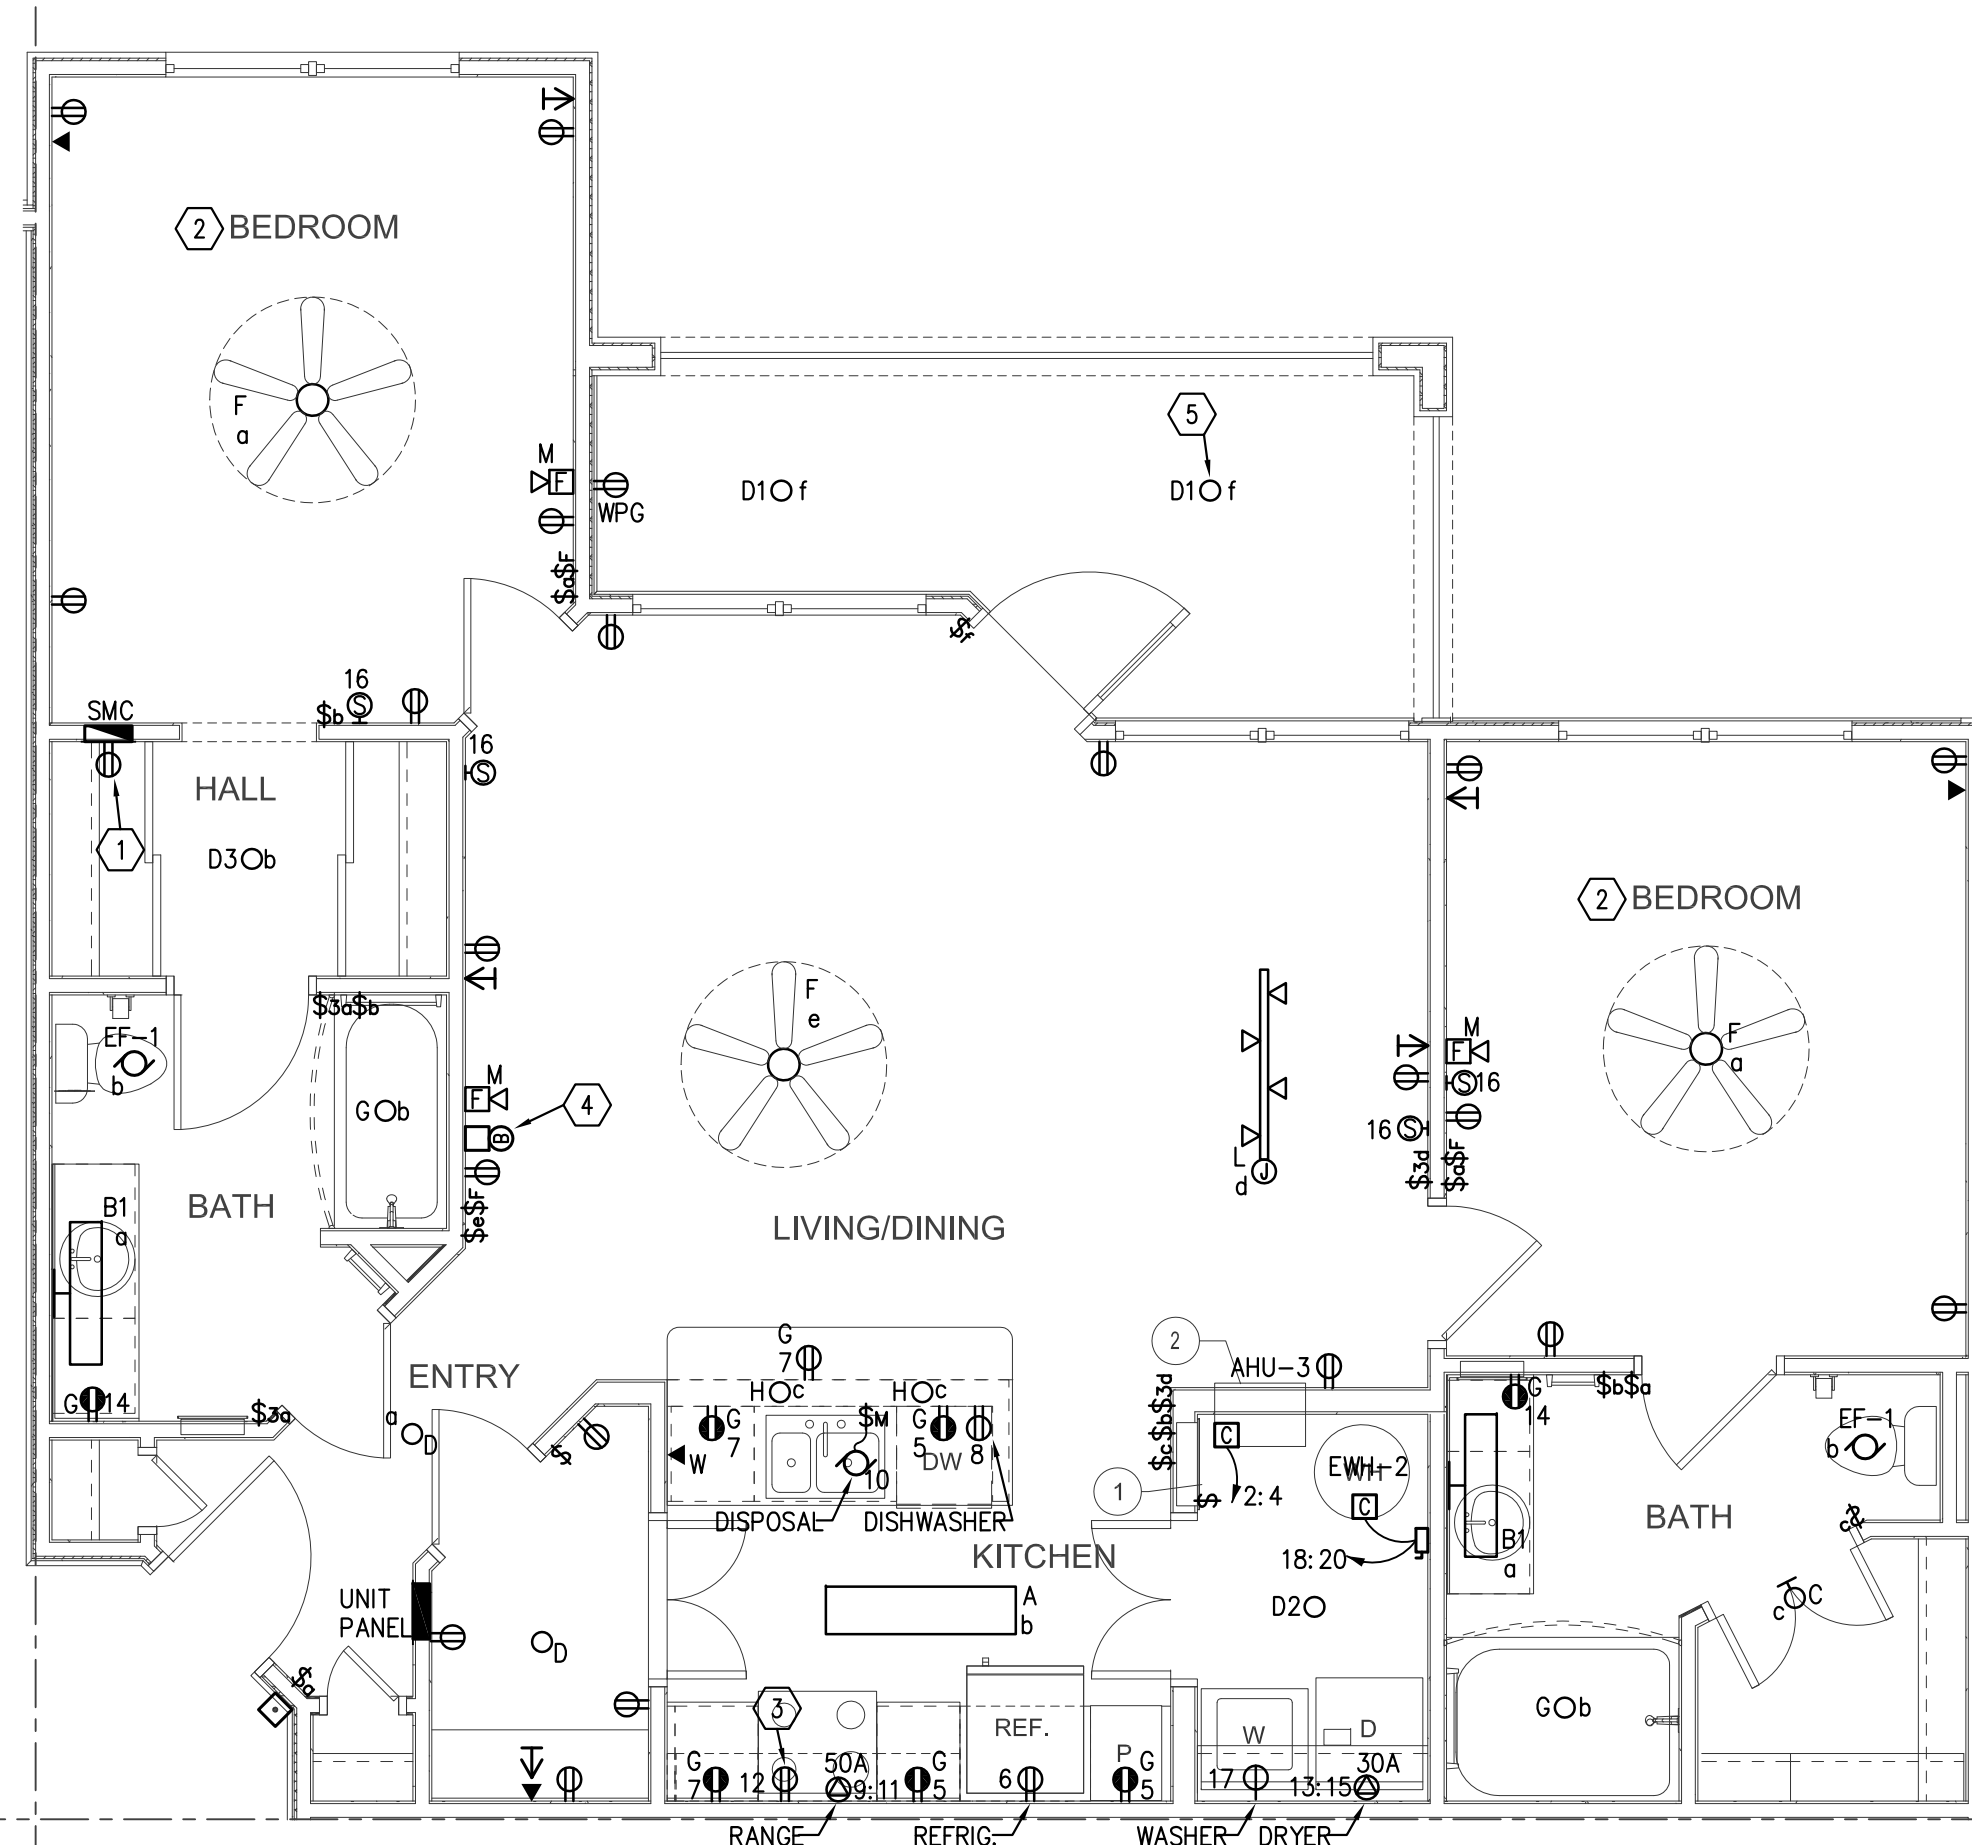 2 BEDROOM
F
a
M
F
WPG
$a$F
D1 f
5
D1 f
$f
16
S
$b
SMC
16
S
HALL
1
D3 b
2 BEDROOM
F
a
$3a$b
EF-1
b
G b
M
F
B
4
F
e
L
d
J
M
F
S 16
16 S
$3d
$a$F
BATH
B1
a
$e$F
LIVING/DINING
ENTRY
G 14
$3a
a
D
$
G
7
H c
H c
G
7
W
$M
10
G
5
DW
8
DISPOSAL
DISHWASHER
2
AHU-3
$c$b$3d
C
1
$
2:4
EWH-2
WH
C
18:20
D2
KITCHEN
A
b
$b$a
G
14
EF-1
b
BATH
B1
a
c$
c C
G b
UNIT
PANEL
D
$a
3
REF.
P
W
D
G
7
12
50A
9:11
G
5
6
G
5
17
13:15
30A
RANGE
REFRIG.
WASHER
DRYER